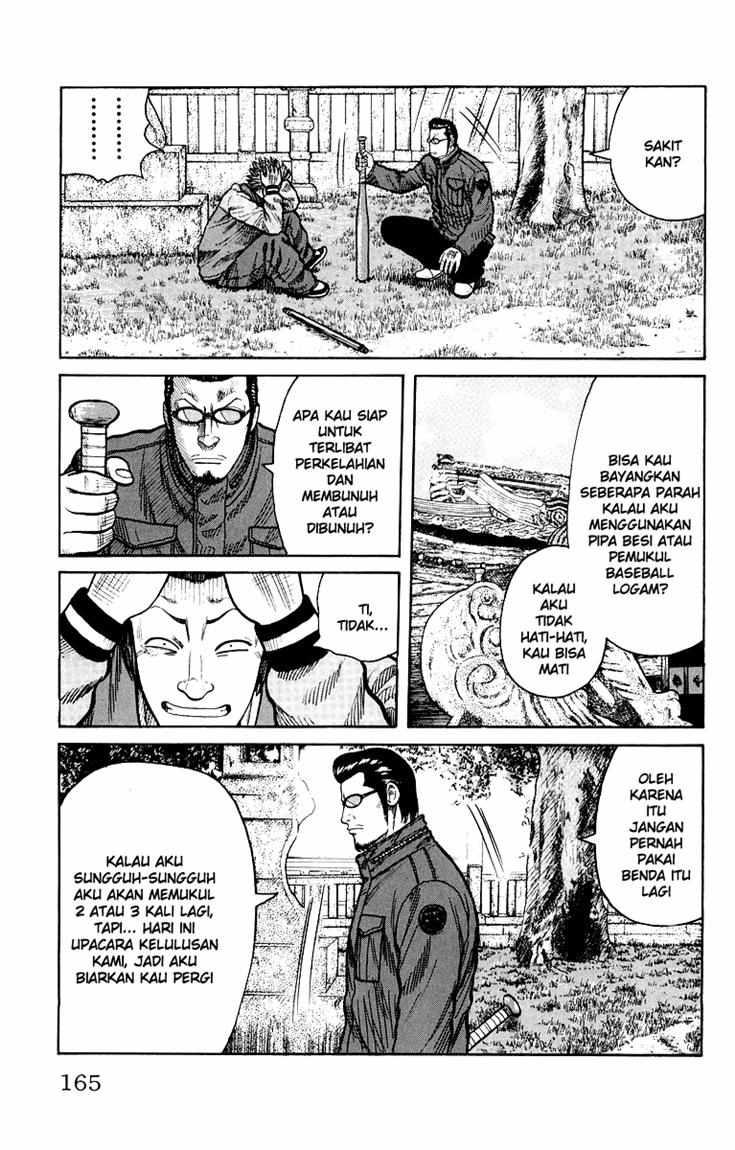 SAKIT
KAN?
BISA KAU
BAYANGKAN
SEBERAPA PARAH
KALAU AKU
MENGGUNAKAN
PIPA BESI ATAU
PEMUKUL
BASEBALL
LOGAM?
KALAU
AKU
TIDAK
HATI-HATI,
KAU BISA
MATI
APA KAU SIAP
UNTUK
TERLIBAT
PERKELAHIAN
DAN
MEMBUNUH
ATAU
DIBUNUH?
TI,
TIDAK...
OLEH
KARENA
ITU
JANGAN
PERNAH
PAKAI
BENDA ITU
LAGI
KALAU AKU
SUNGGUH-SUNGGUH
AKU AKAN MEMUKUL
2 ATAU 3 KALI LAGI,
TAPI... HARI INI
UPACARA KELULUSAN
KAMI, JADI AKU
BIARKAN KAU PERGI
165